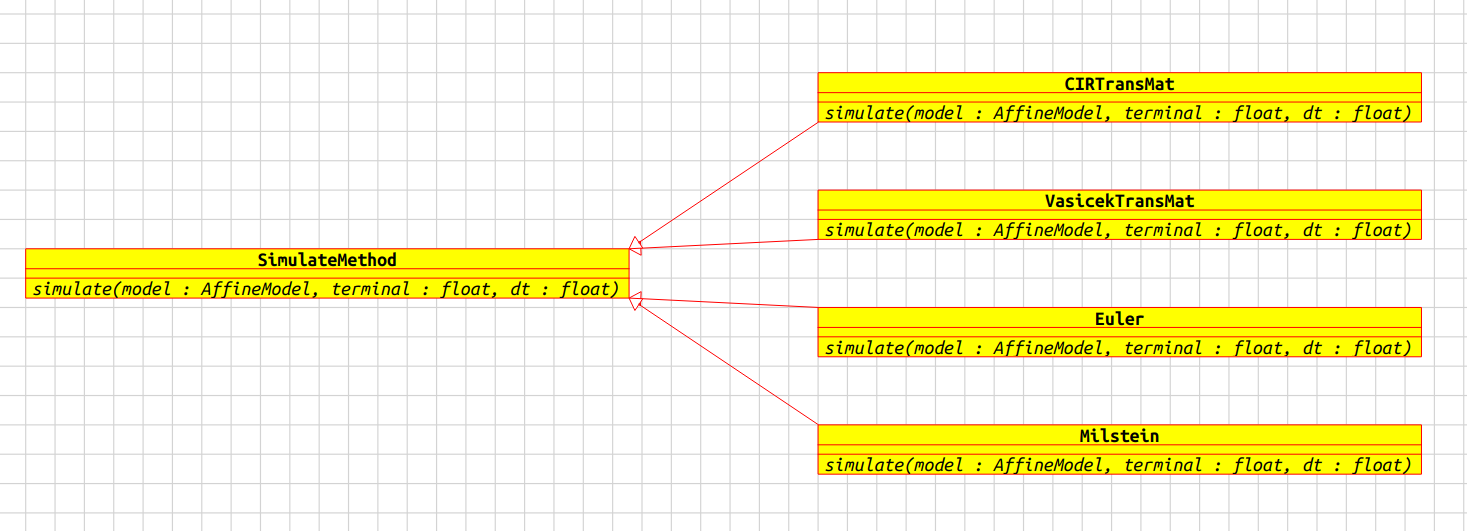 CIRTransMat
simulate(model : AffineModel, terminal : float, dt : float)
VasicekTransMat
simulate(model : AffineModel, terminal : float, dt : float)
SimulateMethod
simulate(model : AffineModel, terminal : float, dt : float)
Euler
simulate(model : AffineModel, terminal : float, dt : float)
Milstein
simulate(model : AffineModel, terminal : float, dt : float)